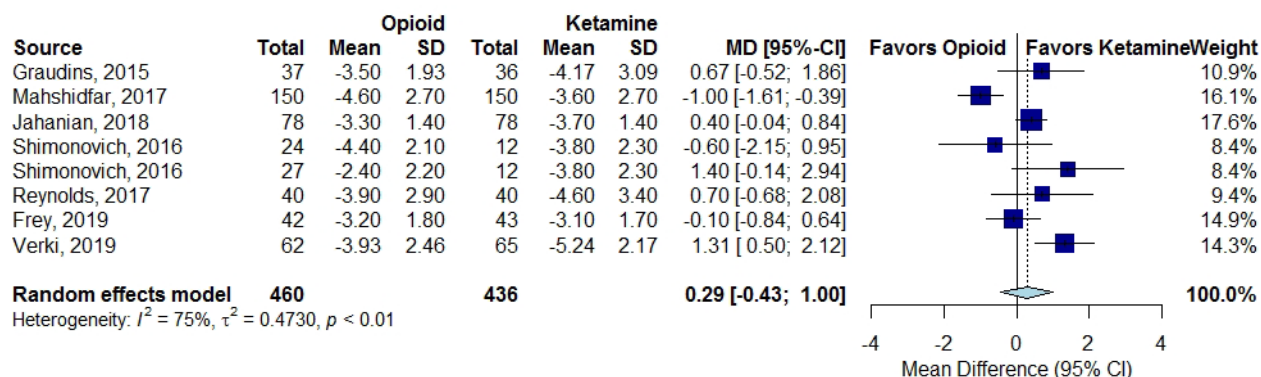 Opioid Ketamine
Source Total Mean SD Total Mean SD MD [95%-CI] Favors Opioid Favors KetamineWeight
Graudins, 2015 37 -3.50 1.93 36 -4.17 3.09 0.67 [-0.52; 1.86] 10.9%
Mahshidfar, 2017 150 -4.60 2.70 150 -3.60 2.70 -1.00 [-1.61; -0.39] 16.1%
Jahanian, 2018 78 -3.30 1.40 78 -3.70 1.40 0.40 [-0.04; 0.84] 17.6%
Shimonovich, 2016 24 -4.40 2.10 12 -3.80 2.30 -0.60 [-2.15; 0.95] 8.4%
Shimonovich, 2016 27 -2.40 2.20 12 -3.80 2.30 1.40 [-0.14; 2.94] 8.4%
Reynolds, 2017 40 -3.90 2.90 40 -4.60 3.40 0.70 [-0.68; 2.08] 9.4%
Frey, 2019 42 -3.20 1.80 43 -3.10 1.70 -0.10 [-0.84; 0.64] 14.9%
Verki, 2019 62 -3.93 2.46 65 -5.24 2.17 1.31 [ 0.50; 2.12] 14.3%
Random effects model 460 436 0.29 [-0.43; 1.00] 100.0%
Heterogeneity: I² = 75%, τ² = 0.4730, p < 0.01
-4 -2 0 2 4
Mean Difference (95% CI)